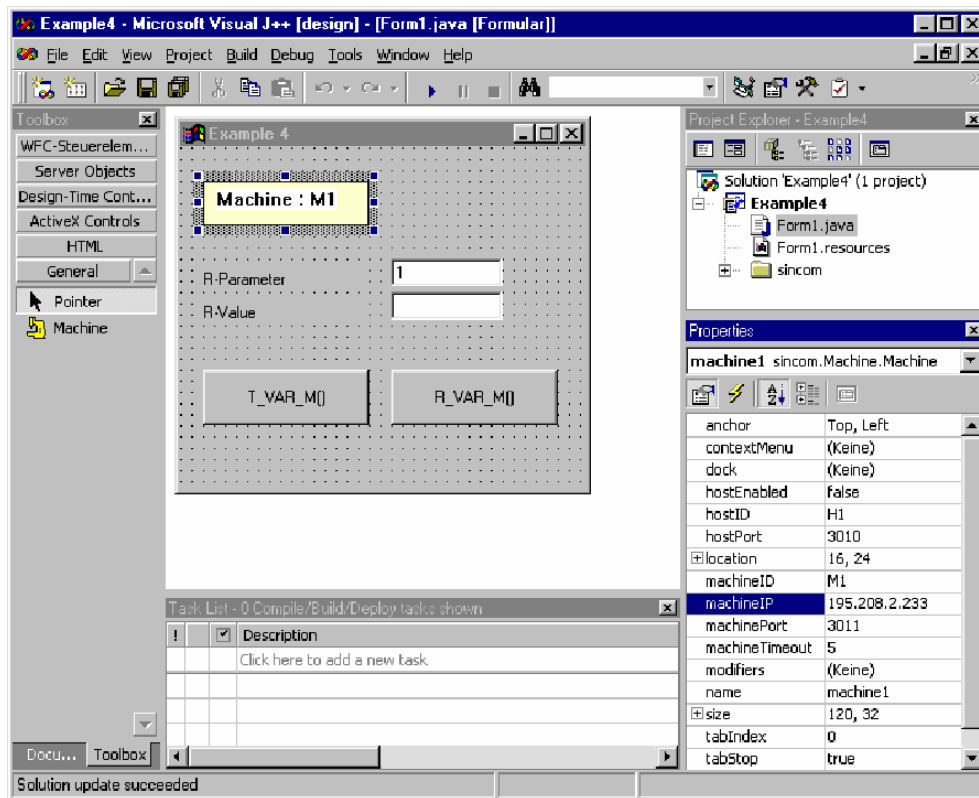 Example4 - Microsoft Visual J++ [design] - [Form1.java [Formular]]
File Edit View Project Build Debug Tools Window Help
Toolbox
WFC-Steuerelem...
Server Objects
Design-Time Cont...
ActiveX Controls
HTML
General
Pointer
Machine
Docu... Toolbox
Example 4
Machine : M1
R-Parameter 1
R-Value
T_VAR_M() R_VAR_M()
Task List - 0 Compile/Build/Deploy tasks shown
! Description
Click here to add a new task
Project Explorer - Example4
Solution 'Example4' (1 project)
Example4
Form1.java
Form1.resources
sincom
Properties
machine1 sincom.Machine.Machine
anchor Top, Left
contextMenu (Keine)
dock (Keine)
hostEnabled false
hostID H1
hostPort 3010
location 16, 24
machineID M1
machineIP 195.208.2.233
machinePort 3011
machineTimeout 5
modifiers (Keine)
name machine1
size 120, 32
tabIndex 0
tabStop true
Solution update succeeded